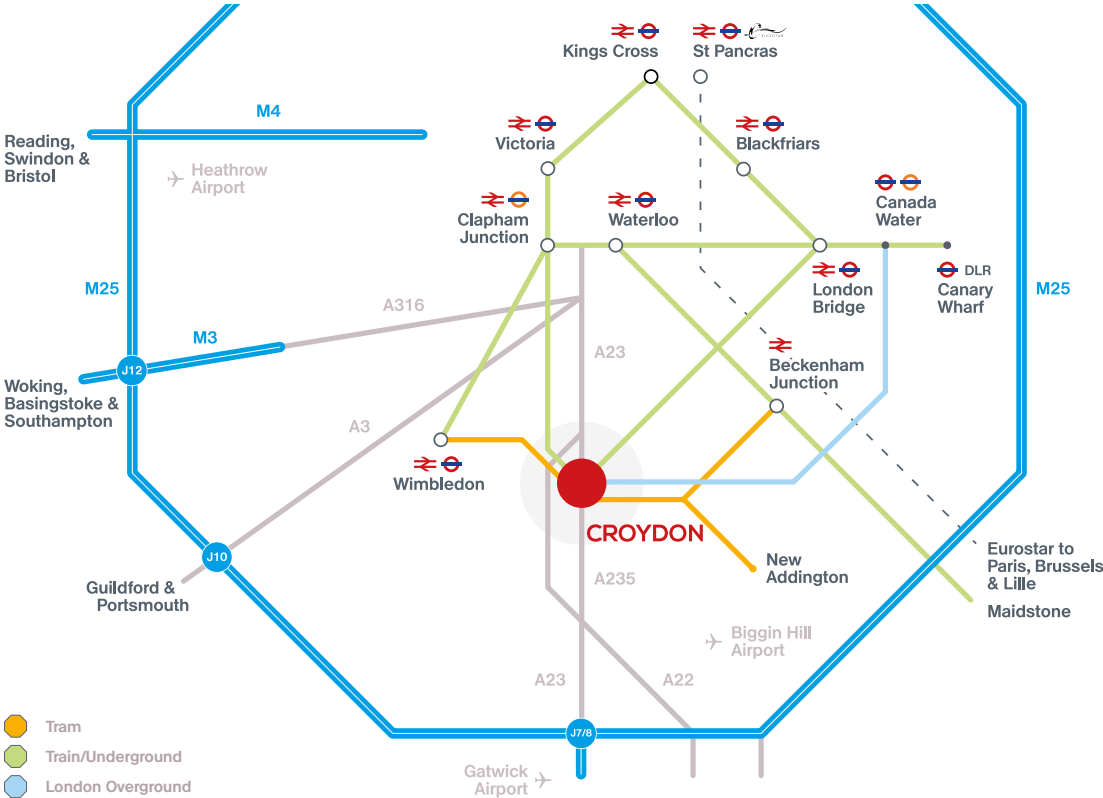 Kings Cross
St Pancras
EUROSTAR
M4
Reading,
Swindon &
Bristol
Victoria
Blackfriars
Heathrow
Airport
Clapham
Junction
Waterloo
Canada
Water
M25
A316
M3
London
Bridge
DLR
Canary
Wharf
M25
J12
A23
Beckenham
Junction
Woking,
Basingstoke &
Southampton
A3
Wimbledon
CROYDON
J10
New
Addington
Eurostar to
Paris, Brussels
& Lille
Guildford &
Portsmouth
A235
Maidstone
Biggin Hill
Airport
A23
A22
Tram
J7/8
Train/Underground
Gatwick
Airport
London Overground